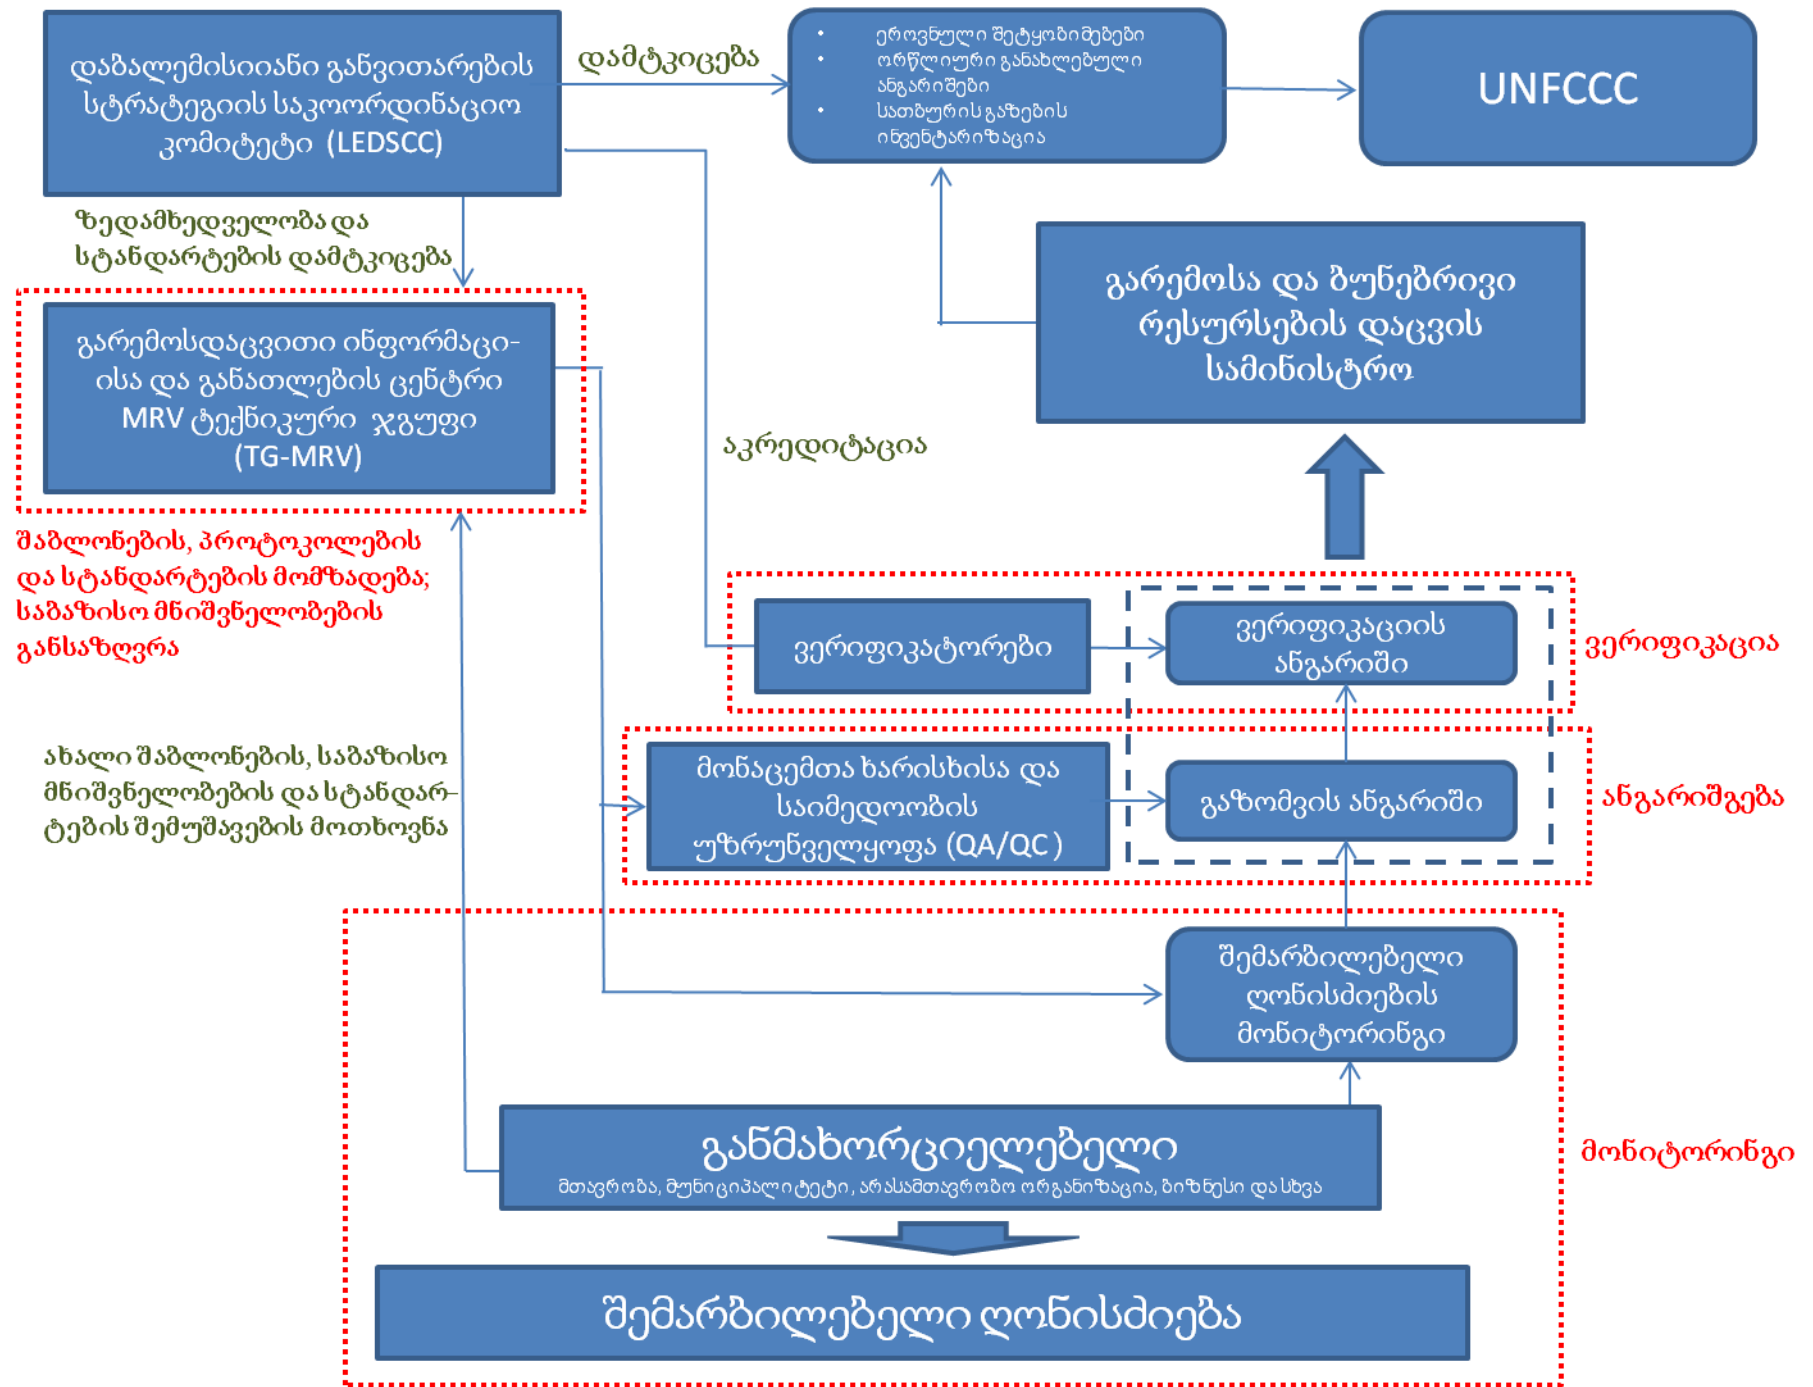 დაბალემისიიანი განვითარების
სტრატეგიის საკოორდინაციო
კომიტეტი (LEDSCC)
დამტკიცება
• ეროვნული შეტყობიმებები
• ორწლიური განახლებული
ანგარიშები
• სათბურის გაზების
ინვენტარიზაცია
UNFCCC
ზედამხედველობა და
სტანდარტების დამტკიცება
გარემოსა და ბუნებრივი
რესურსების დაცვის
სამინისტრო
გარემოსდაცვითი ინფორმაცი-
ისა და განათლების ცენტრი
MRV ტექნიკური ჯგუფი
(TG-MRV)
აკრედიტაცია
შაბლონების, პროტოკოლების
და სტანდარტების მომზადება;
საბაზისო მნიშვნელობების
განსაზღვრა
ვერიფიკატორები
ვერიფიკაციის
ანგარიში
ვერიფიკაცია
ახალი შაბლონების, საბაზისო
მნიშვნელობების და სტანდარ-
ტების შემუშავების მოთხოვნა
მონაცემთა ხარისხისა და
საიმედოობის
უზრუნველყოფა (QA/QC )
გაზომვის ანგარიში
ანგარიშგება
შემარბილებელი
ღონისძიების
მონიტორინგი
განმახორციელებელი
მთავრობა, მუნიციპალიტეტი, არასამთავრობო ორგანიზაცია, ბიზნესი და სხვა
მონიტორინგი
შემარბილებელი ღონისძიება